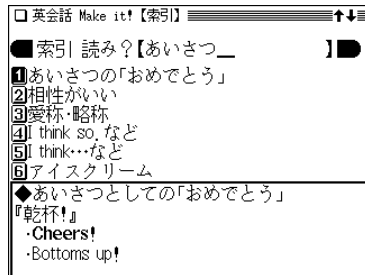 英会話 Make it!【索引】
索引 読み?【あいさつ__ 】
1あいさつの「おめでとう」
2相性がいい
3愛称・略称
4I think so.など
5I think…など
6アイスクリーム
◆あいさつとしての「おめでとう」
『乾杯!』
・Cheers!
・Bottoms up!